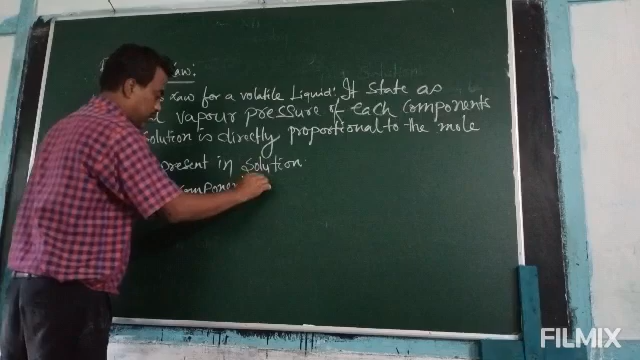 Law:
Law for a volatile Liquid: It state as
vapour pressure of each components
Solution is directly proportional to the mole
present in Solution.
compone
FILMIX